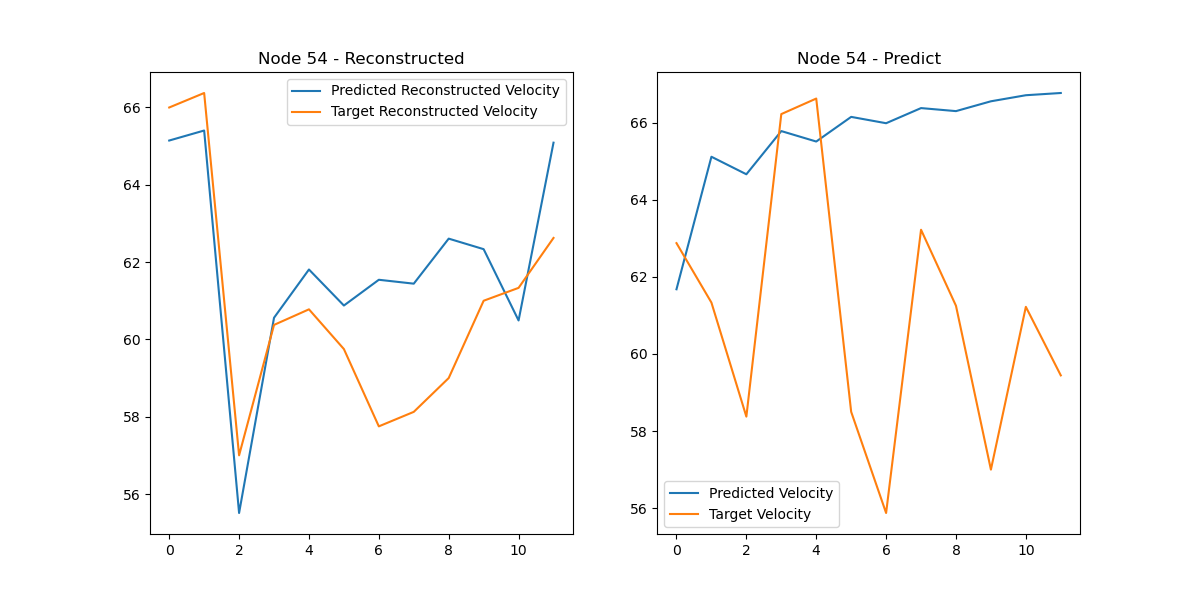 Node 54 - Reconstructed
Predicted Reconstructed Velocity
Target Reconstructed Velocity
66
64
62
60
58
56
0 2 4 6 8 10
Node 54 - Predict
66
64
62
60
58
56
Predicted Velocity
Target Velocity
0 2 4 6 8 10